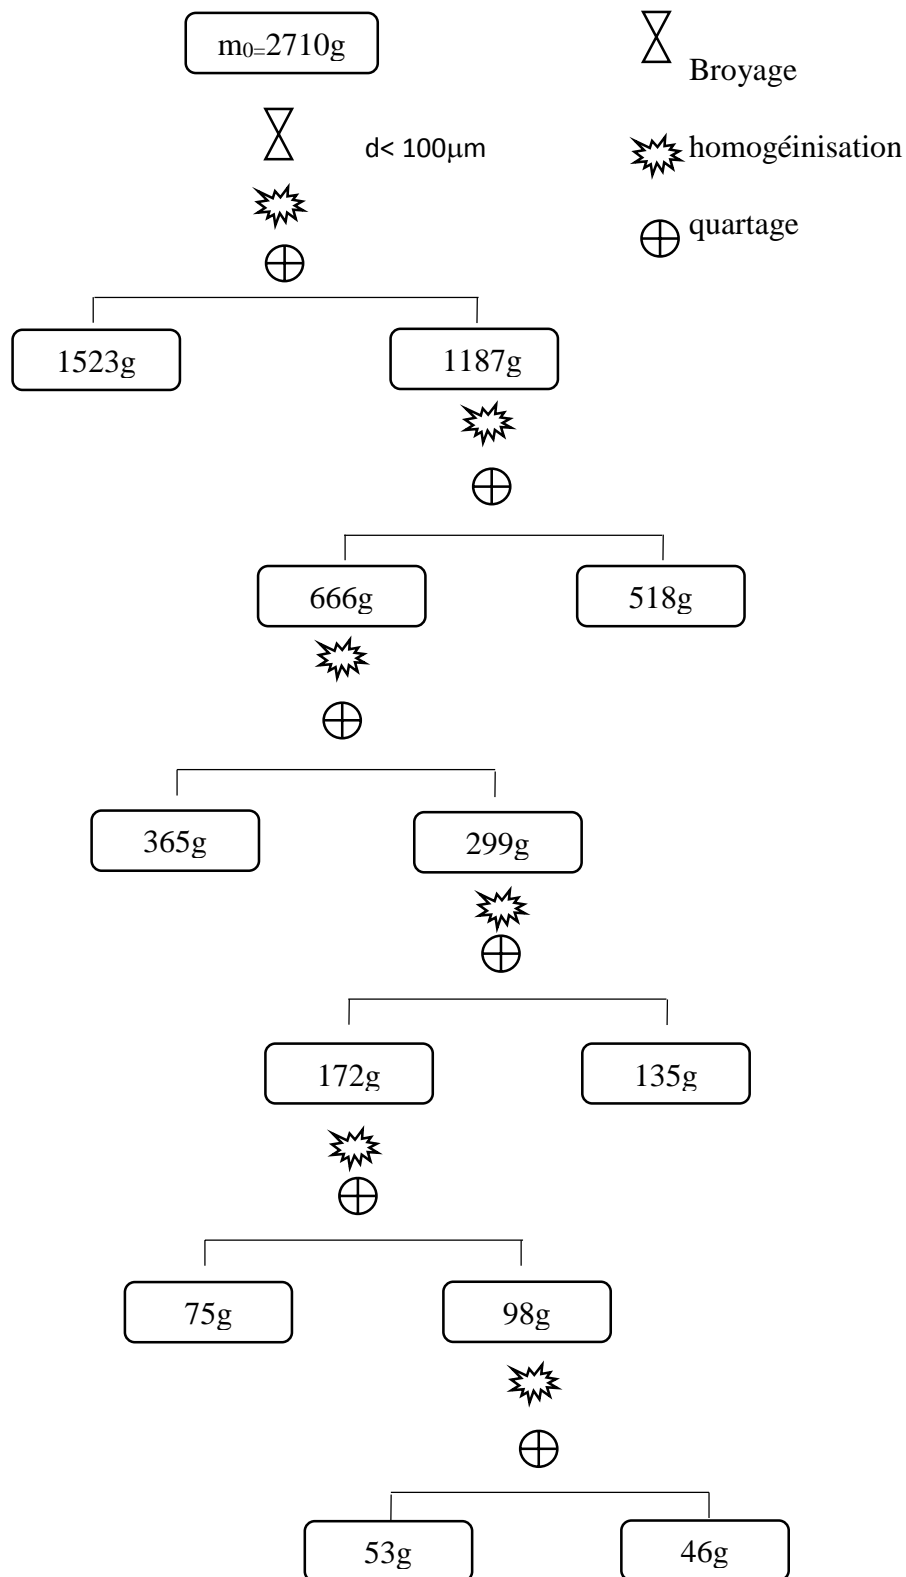 m0=2710g
Broyage
d< 100µm
homogéinisation
quartage
1523g
1187g
666g
518g
365g
299g
172g
135g
75g
98g
53g
46g